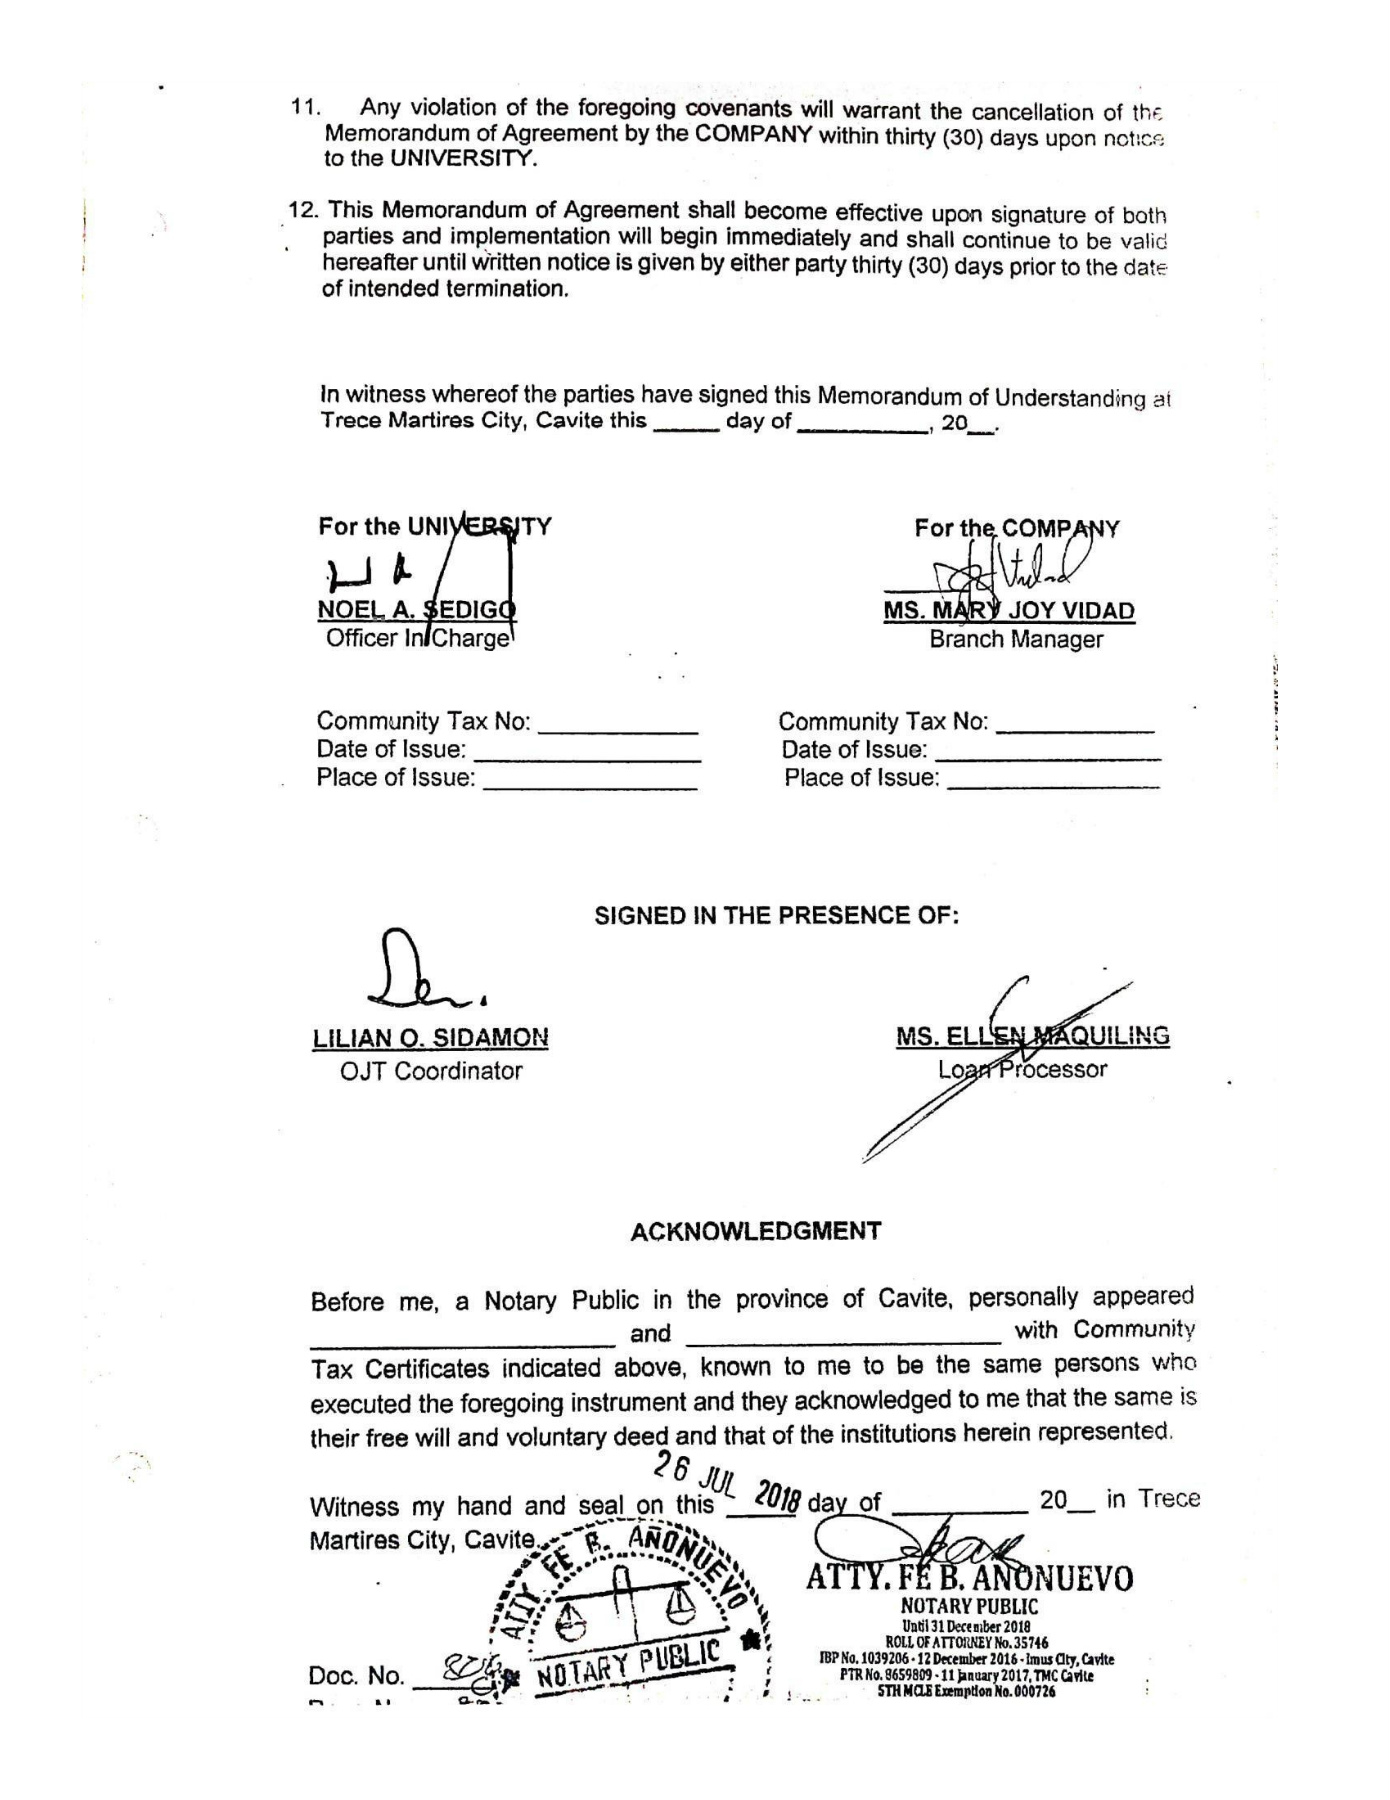 11. Any violation of the foregoing covenants will warrant the cancellation of the
Memorandum of Agreement by the COMPANY within thirty (30) days upon notice
to the UNIVERSITY.
12. This Memorandum of Agreement shall become effective upon signature of both
parties and implementation will begin immediately and shall continue to be valid
hereafter until written notice is given by either party thirty (30) days prior to the date
of intended termination.
In witness whereof the parties have signed this Memorandum of Understanding at
Trece Martires City, Cavite this _____ day of __________, 20__.
For the UNIVERSITY
For the COMPANY
NOEL A. SEDIGO
MS. MARY JOY VIDAD
Officer In Charge
Branch Manager
Community Tax No: ____________
Community Tax No: ____________
Date of Issue: _________________
Date of Issue: _________________
Place of Issue: ________________
Place of Issue: ________________
SIGNED IN THE PRESENCE OF:
LILIAN O. SIDAMON
MS. ELLEN MAQUILING
OJT Coordinator
Loan Processor
ACKNOWLEDGMENT
Before me, a Notary Public in the province of Cavite, personally appeared
_______________________ and _______________________ with Community
Tax Certificates indicated above, known to me to be the same persons who
executed the foregoing instrument and they acknowledged to me that the same is
their free will and voluntary deed and that of the institutions herein represented.
26 JUL 2018
Witness my hand and seal on this _____ day of __________ 20__ in Trece
Martires City, Cavite.
ATTY. FE B. AÑONUEVO
NOTARY PUBLIC
ATTY. FE B. AÑONUEVO
NOTARY PUBLIC
Until 31 December 2018
ROLL OF ATTORNEY No. 35746
IBP No. 1039206 - 12 December 2016 - Imus City, Cavite
PTR No. 8659809 - 11 January 2017, TMC Cavite
5TH MCLE Exemption No. 000726
Doc. No.